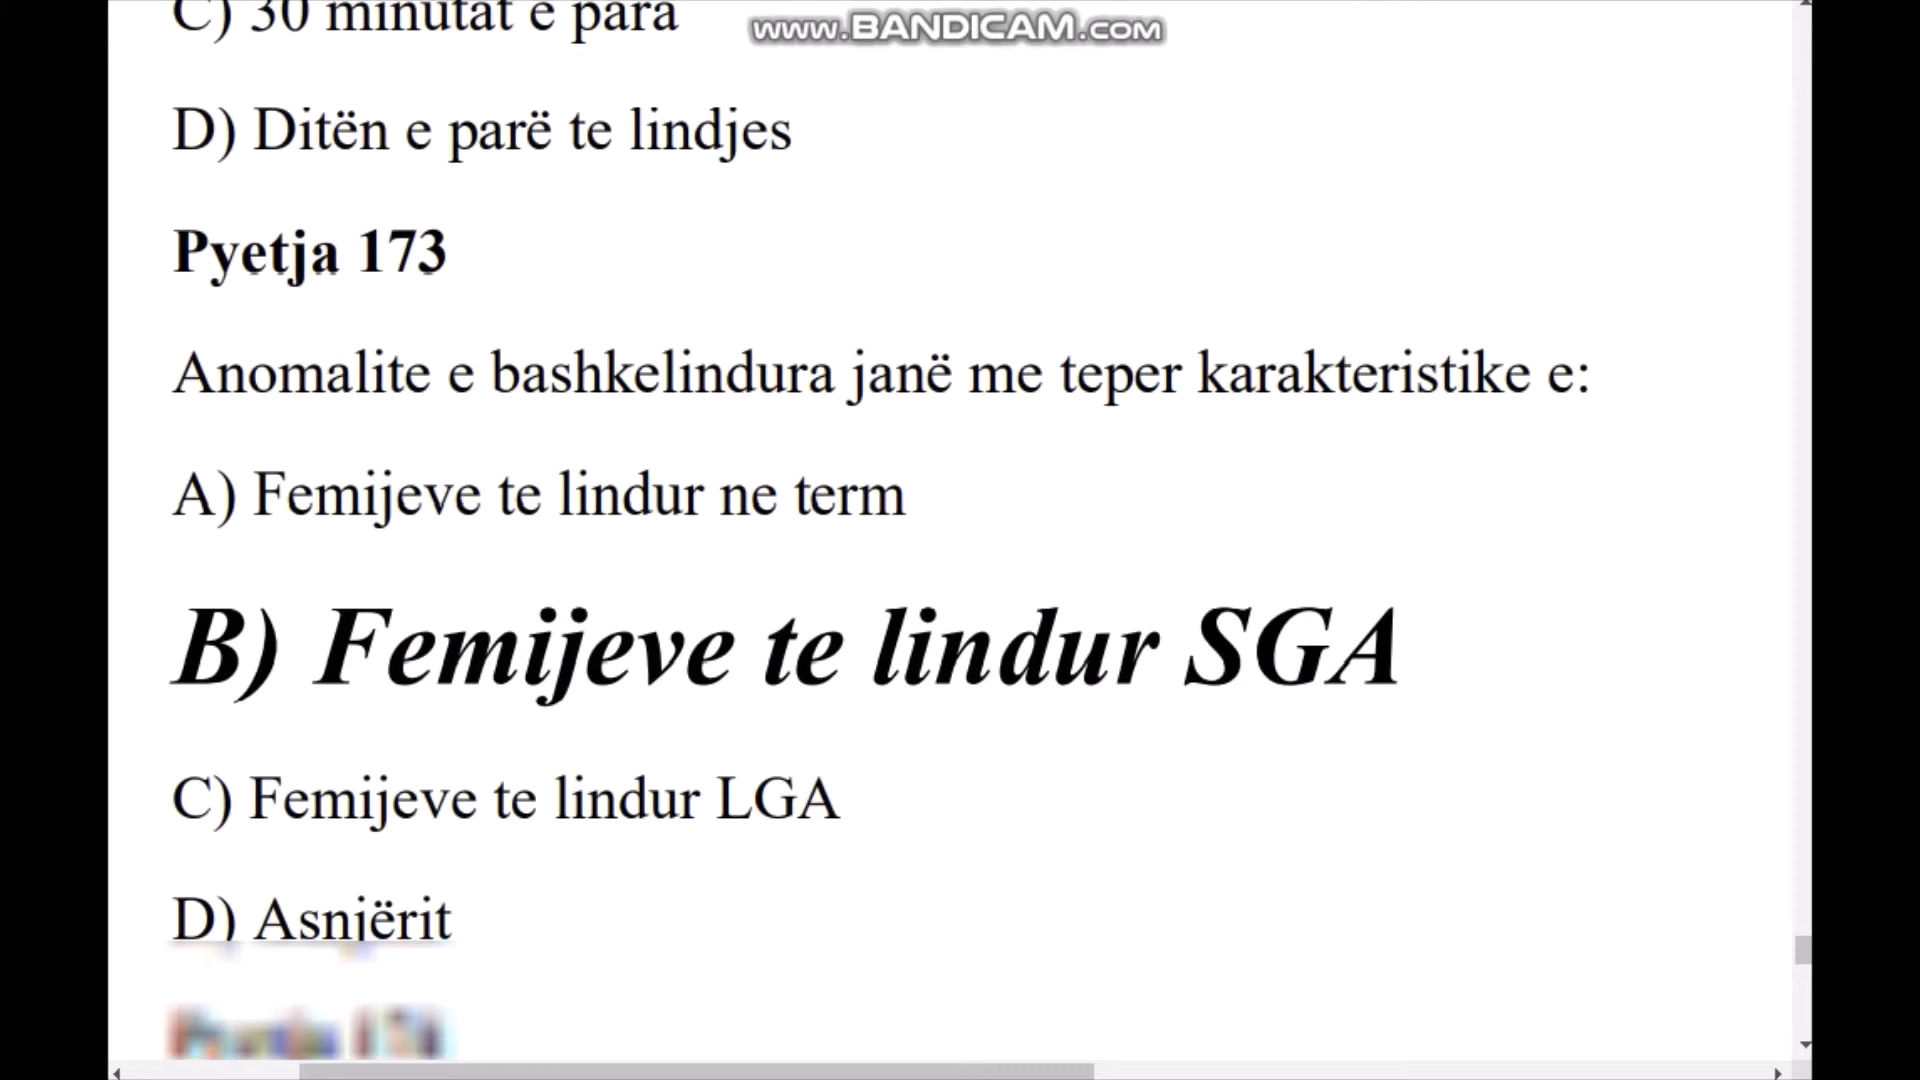 C) 30 minutat e para
www.BANDICAM.com
D) Ditën e parë te lindjes
Pyetja 173
Anomalite e bashkelindura janë me teper karakteristike e:
A) Femijeve te lindur ne term
B) Femijeve te lindur SGA
C) Femijeve te lindur LGA
D) Asnjërit